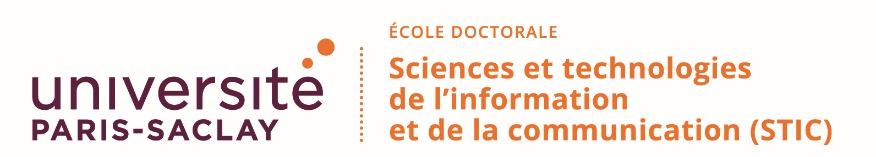 université
PARIS-SACLAY
ÉCOLE DOCTORALE
Sciences et technologies
de l'information
et de la communication (STIC)